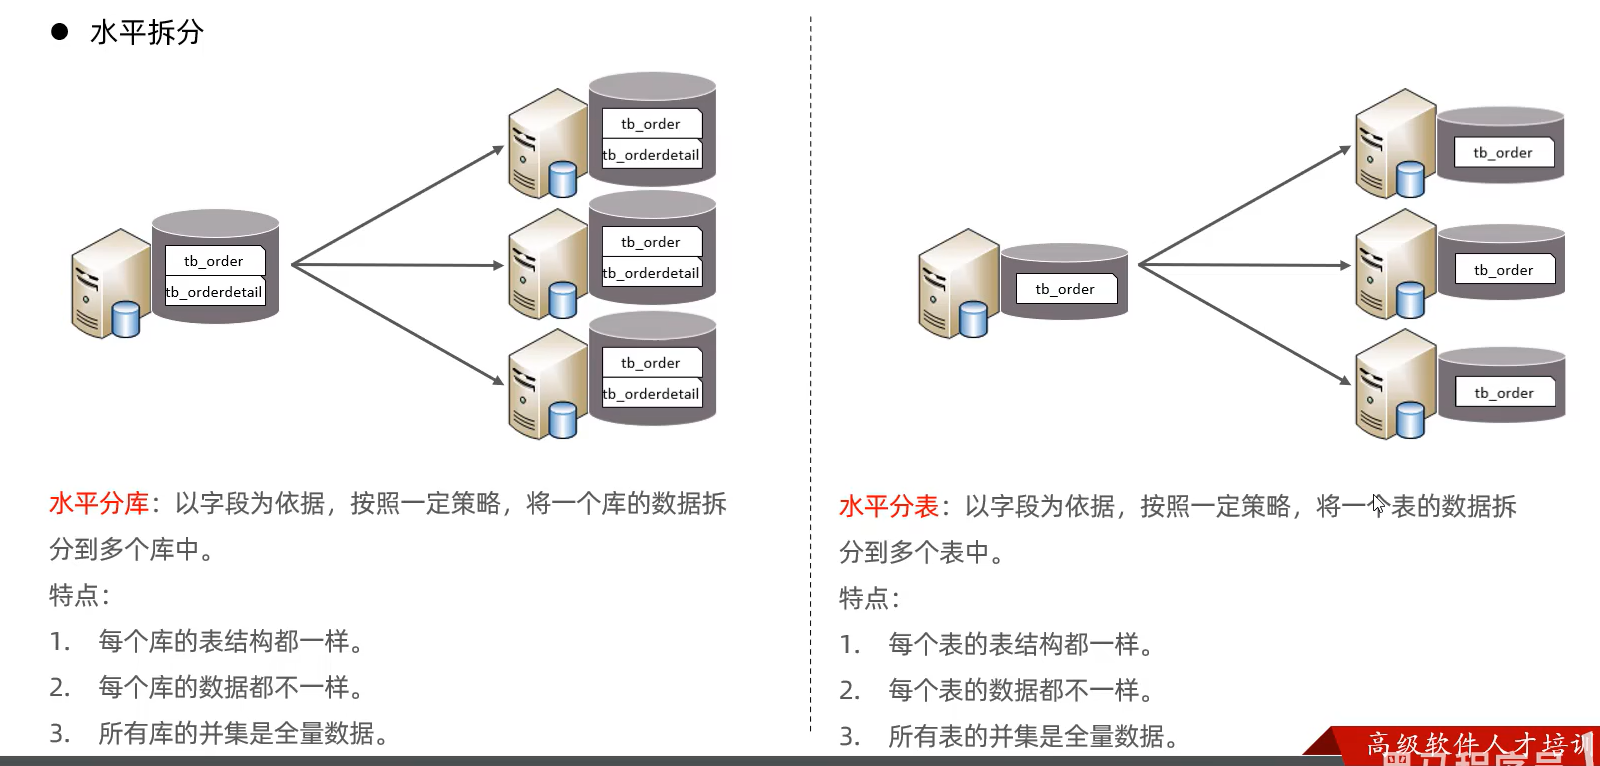 ● 水平拆分
tb_order
tb_orderdetail
tb_order
tb_orderdetail
tb_order
tb_orderdetail
tb_order
tb_orderdetail
水平分库：以字段为依据，按照一定策略，将一个库的数据拆
分到多个库中。
特点：
1. 每个库的表结构都一样。
2. 每个库的数据都不一样。
3. 所有库的并集是全量数据。
tb_order
tb_order
tb_order
tb_order
水平分表：以字段为依据，按照一定策略，将一个表的数据拆
分到多个表中。
特点：
1. 每个表的表结构都一样。
2. 每个表的数据都不一样。
3. 所有表的并集是全量数据。
高级软件人才培训